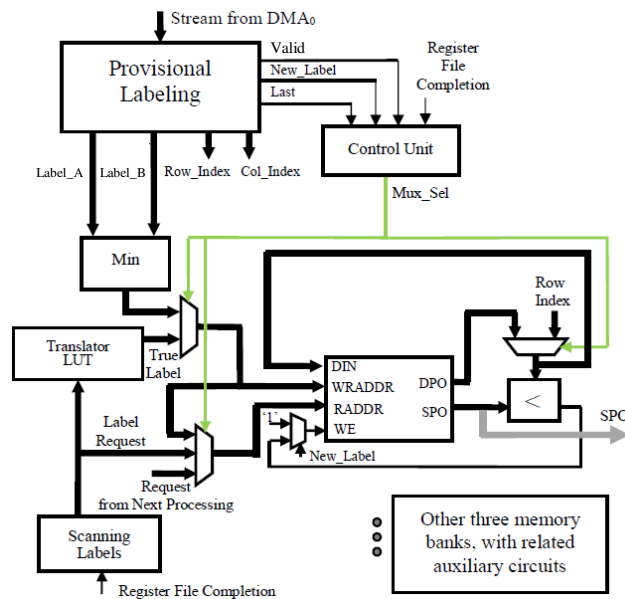 Stream from DMA₀
Provisional
Labeling
Valid
New_Label
Last
Register
File
Completion
Control Unit
Label_A
Label_B
Row_Index
Col_Index
Mux_Sel
Min
Row
Index
Translator
LUT
True
Label
DIN
WRADDR
RADDR
WE
DPO
SPO
<
SPO
'1'
New_Label
Label
Request
Request
from Next Processing
Scanning
Labels
Register File Completion
Other three memory
banks, with related
auxiliary circuits